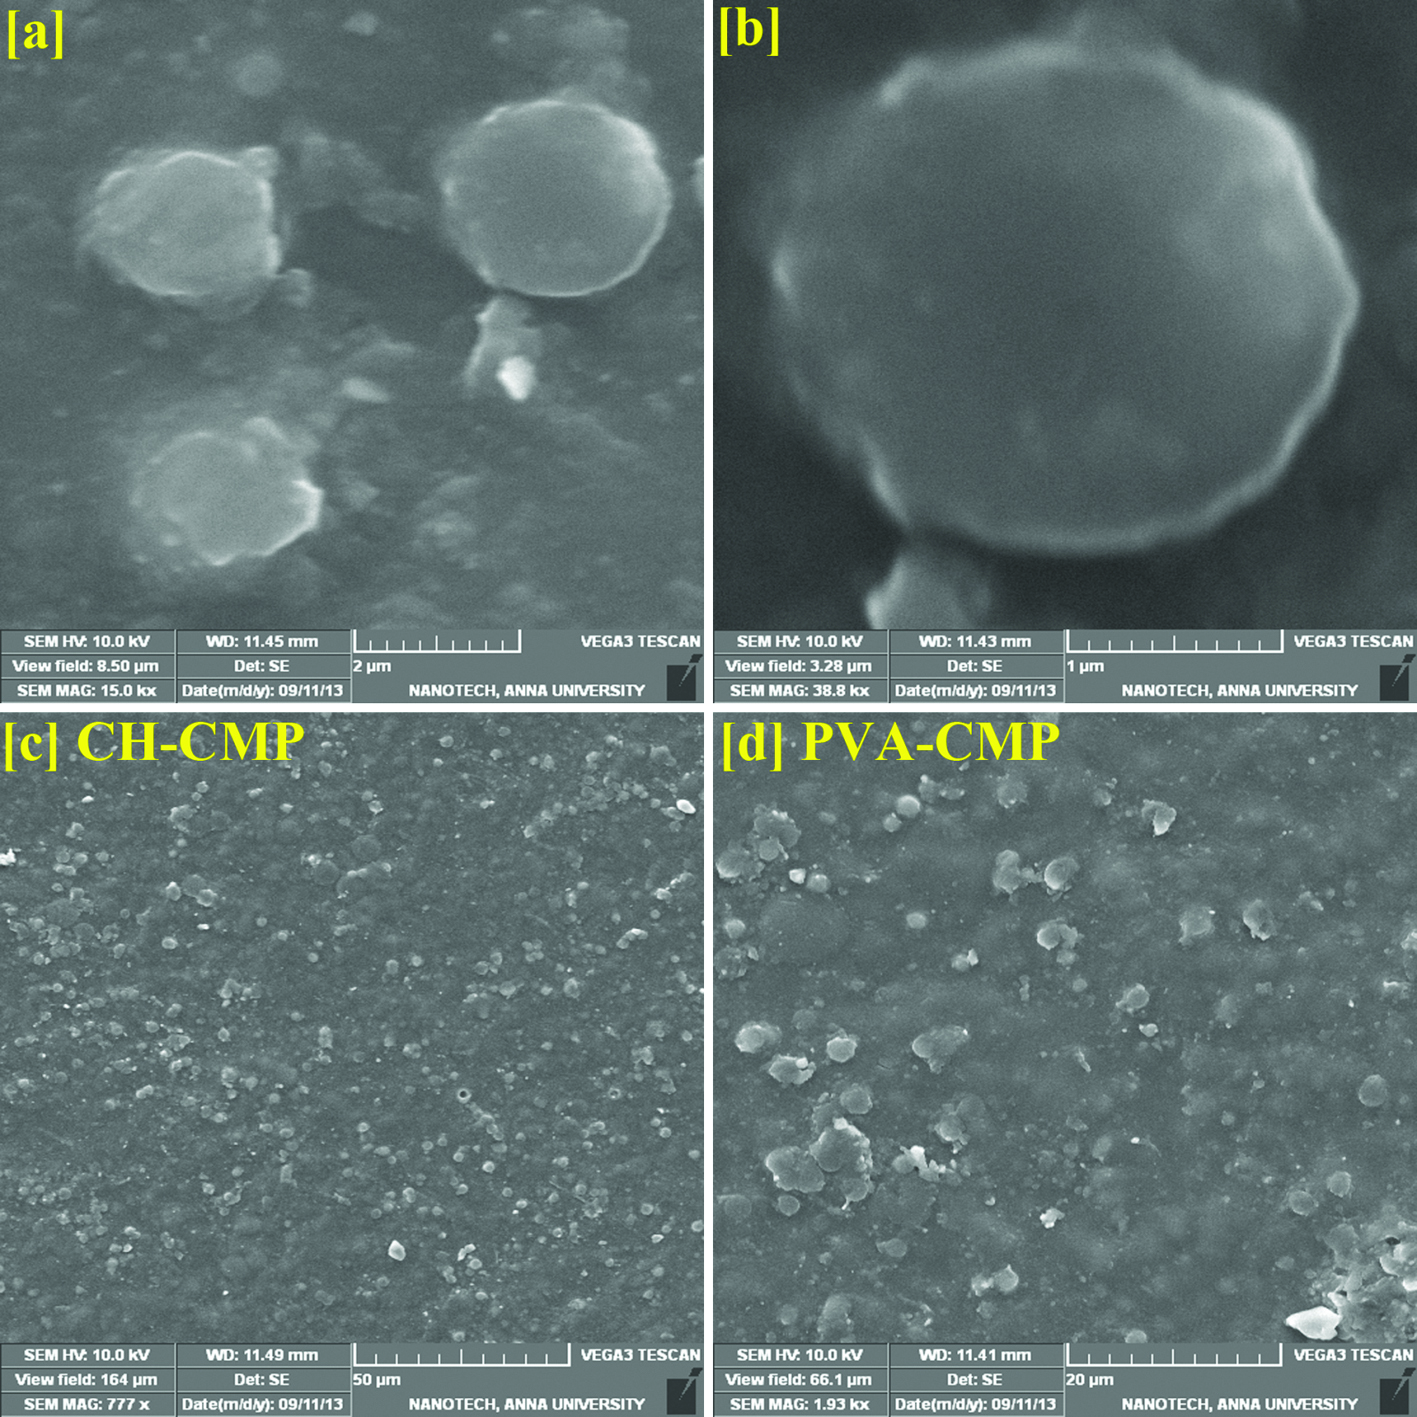 [a]
SEM HV: 10.0 kV
WD: 11.45 mm
VEGA3 TESCAN
View field: 8.50 µm
Det: SE
2 µm
SEM MAG: 15.0 kx
Date(m/d/y): 09/11/13
NANOTECH, ANNA UNIVERSITY
[b]
SEM HV: 10.0 kV
WD: 11.43 mm
VEGA3 TESCAN
View field: 3.28 µm
Det: SE
1 µm
SEM MAG: 38.8 kx
Date(m/d/y): 09/11/13
NANOTECH, ANNA UNIVERSITY
[c] CH-CMP
SEM HV: 10.0 kV
WD: 11.49 mm
VEGA3 TESCAN
View field: 164 µm
Det: SE
50 µm
SEM MAG: 777 x
Date(m/d/y): 09/11/13
NANOTECH, ANNA UNIVERSITY
[d] PVA-CMP
SEM HV: 10.0 kV
WD: 11.41 mm
VEGA3 TESCAN
View field: 66.1 µm
Det: SE
20 µm
SEM MAG: 1.93 kx
Date(m/d/y): 09/11/13
NANOTECH, ANNA UNIVERSITY